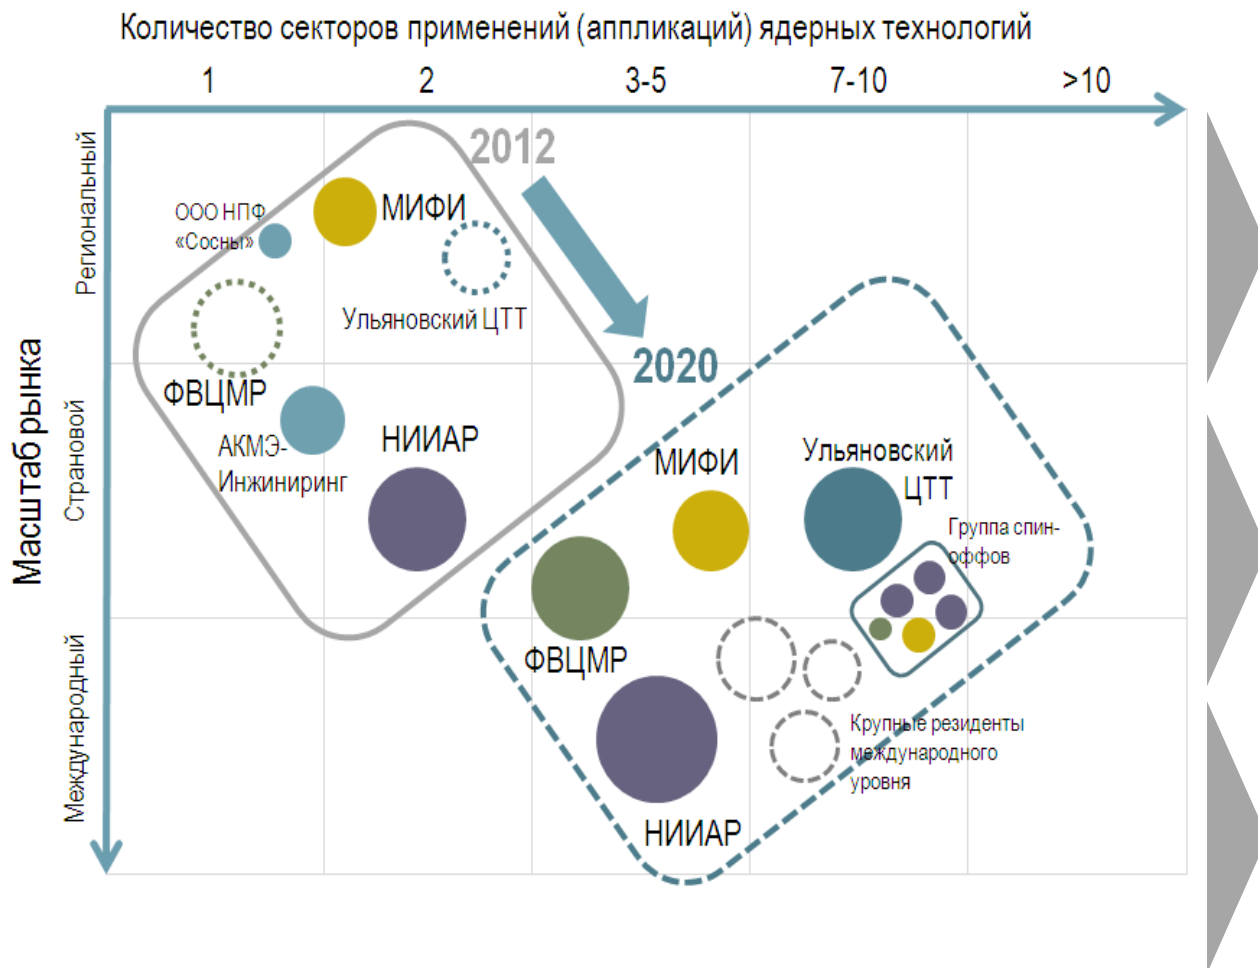 Количество секторов применений (аппликаций) ядерных технологий
1
2
3-5
7-10
>10
Масштаб рынка
Региональный
Страновой
Международный
2012
ООО НПФ
«Сосны»
МИФИ
Ульяновский ЦТТ
ФВЦМР
АКМЭ-
Инжиниринг
НИИАР
2020
МИФИ
Ульяновский
ЦТТ
Группа спин-
оффов
ФВЦМР
Крупные резиденты
международного
уровня
НИИАР